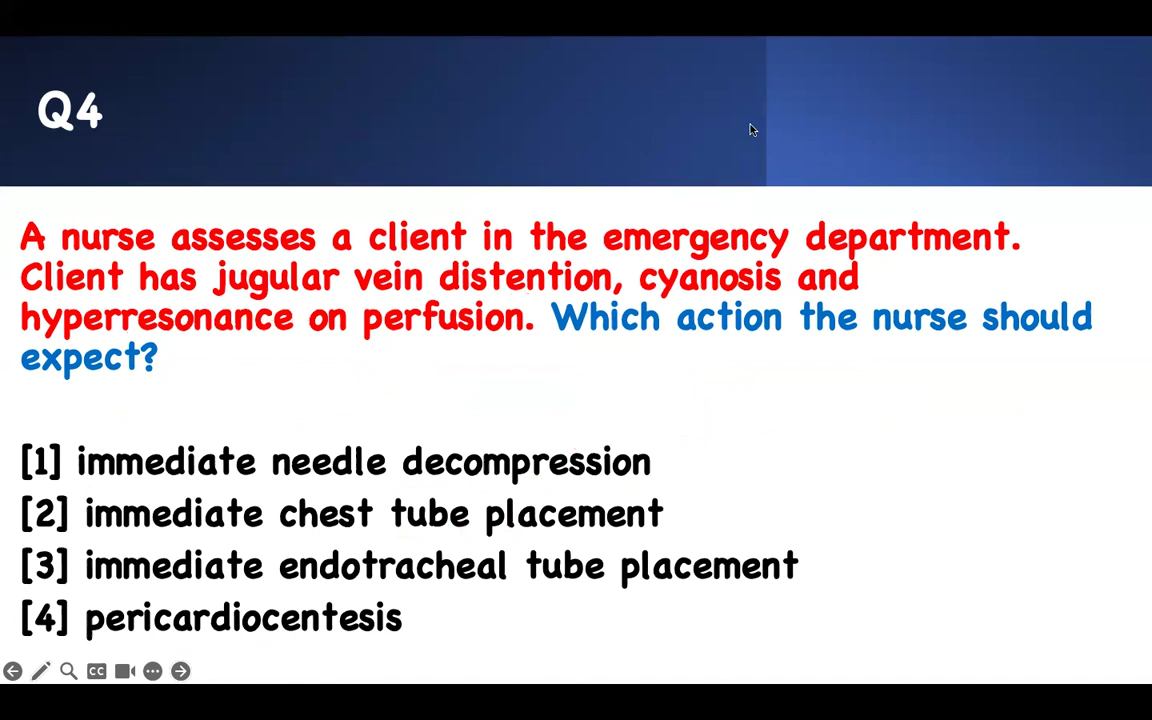 Q4
A nurse assesses a client in the emergency department.
Client has jugular vein distention, cyanosis and
hyperresonance on perfusion. Which action the nurse should
expect?
[1] immediate needle decompression
[2] immediate chest tube placement
[3] immediate endotracheal tube placement
[4] pericardiocentesis
CC